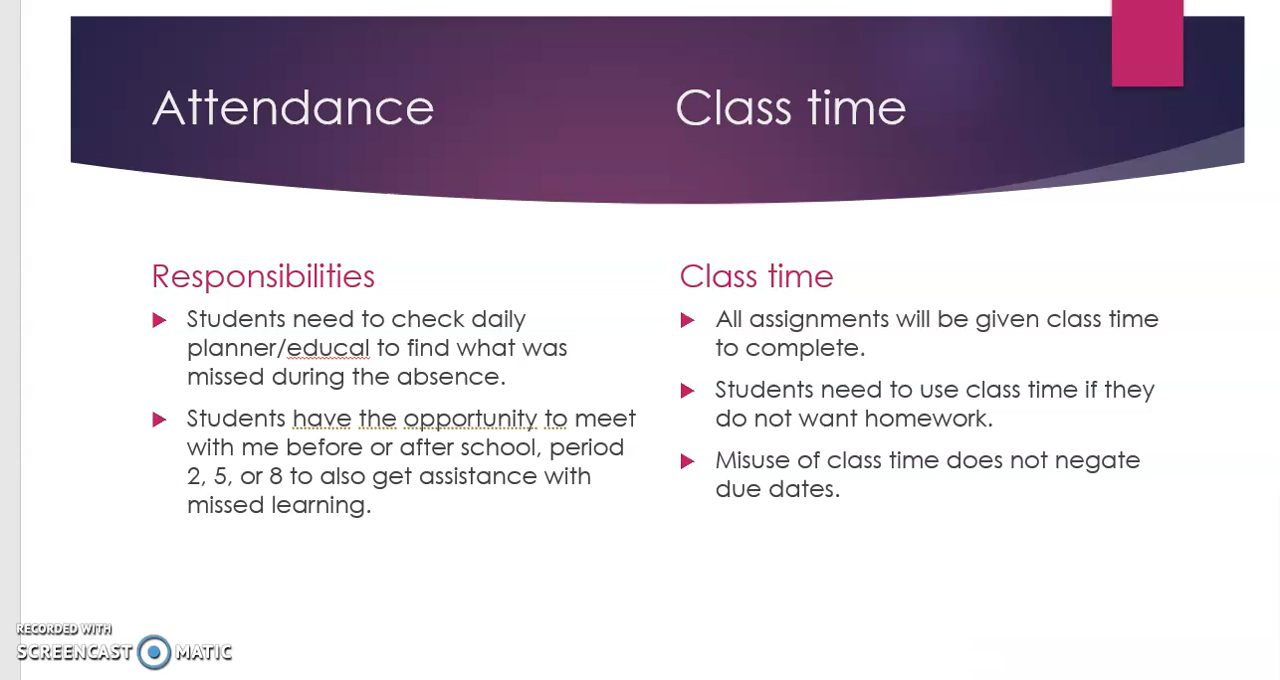 Attendance
Class time
Responsibilities
Students need to check daily
planner/educal to find what was
missed during the absence.
Students have the opportunity to meet
with me before or after school, period
2, 5, or 8 to also get assistance with
missed learning.
Class time
All assignments will be given class time
to complete.
Students need to use class time if they
do not want homework.
Misuse of class time does not negate
due dates.
RECORDED WITH
SCREENCAST MATIC